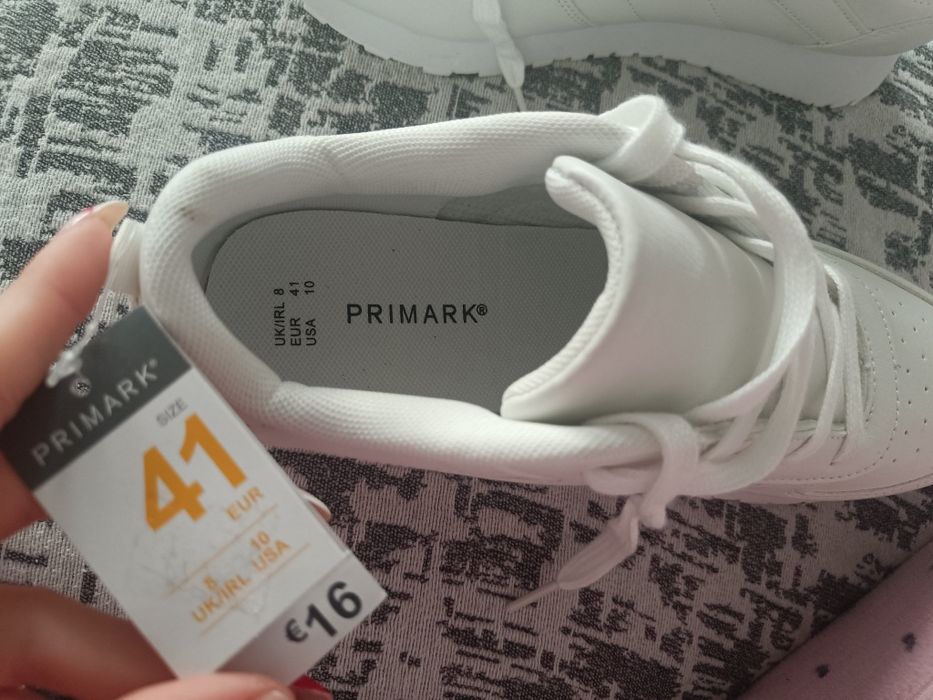 UK/IRL 8
EUR 41
USA 10
PRIMARK®
PRIMARK®
SIZE
41
EUR
8 10
UK/IRL USA
€16